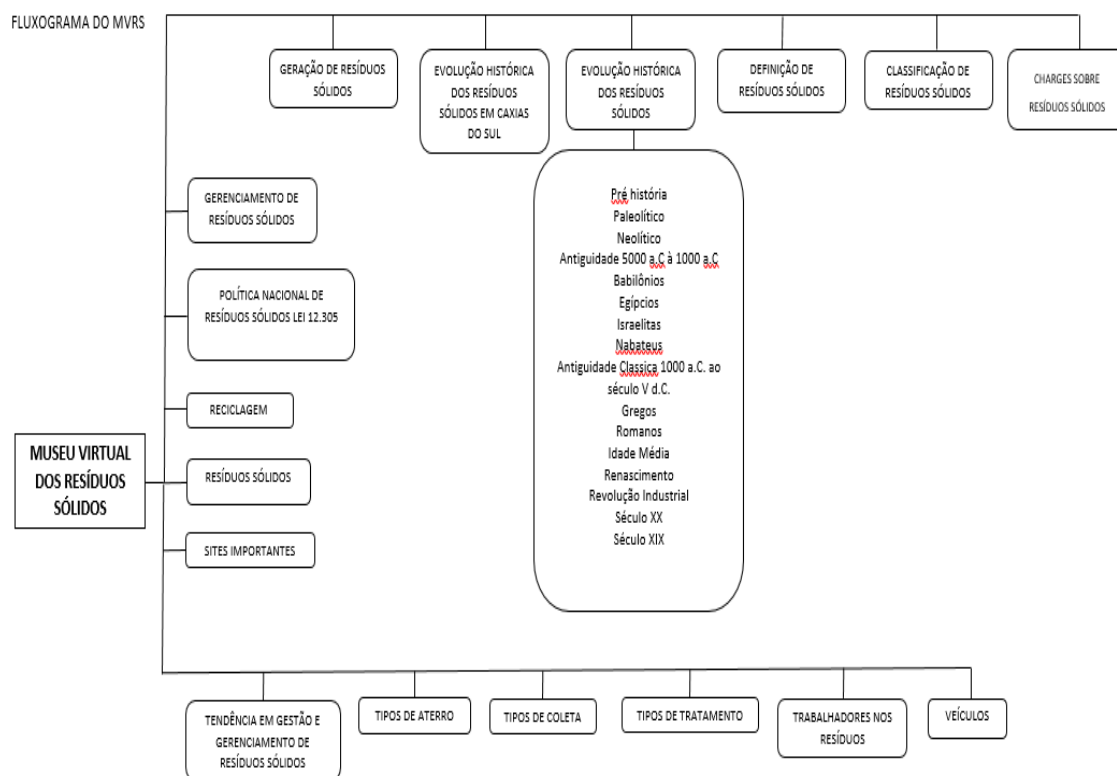 FLUXOGRAMA DO MVRS
GERAÇÃO DE RESÍDUOS
SÓLIDOS
EVOLUÇÃO HISTÓRICA
DOS RESÍDUOS
SÓLIDOS EM CAXIAS
DO SUL
EVOLUÇÃO HISTÓRICA
DOS RESÍDUOS
SÓLIDOS
DEFINIÇÃO DE
RESÍDUOS SÓLIDOS
CLASSIFICAÇÃO DE
RESÍDUOS SÓLIDOS
CHARGES SOBRE
RESÍDUOS SÓLIDOS
Pré história
Paleolítico
Neolítico
Antiguidade 5000 a.C à 1000 a.C
Babilônios
Egípcios
Israelitas
Nabateus
Antiguidade Classica 1000 a.C. ao
século V d.C.
Gregos
Romanos
Idade Média
Renascimento
Revolução Industrial
Século XX
Século XIX
GERENCIAMENTO DE
RESÍDUOS SÓLIDOS
POLÍTICA NACIONAL DE
RESÍDUOS SÓLIDOS LEI 12.305
RECICLAGEM
MUSEU VIRTUAL
DOS RESÍDUOS
SÓLIDOS
RESÍDUOS SÓLIDOS
SITES IMPORTANTES
TENDÊNCIA EM GESTÃO E
GERENCIAMENTO DE
RESÍDUOS SÓLIDOS
TIPOS DE ATERRO
TIPOS DE COLETA
TIPOS DE TRATAMENTO
TRABALHADORES NOS
RESÍDUOS
VEÍCULOS